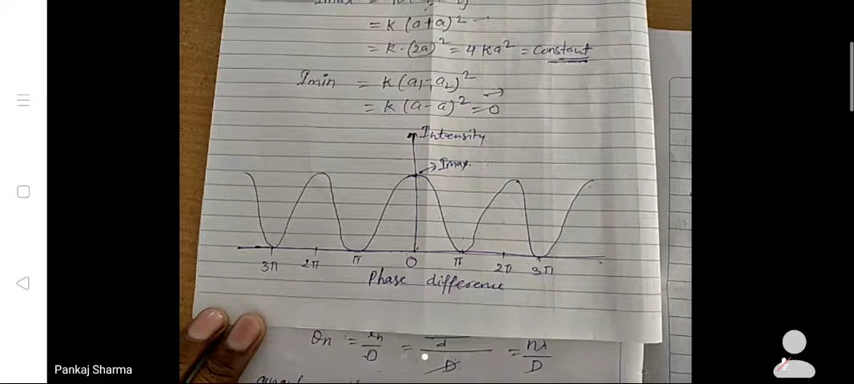 = K (a+a)²
= K·(2a)² = 4Ka² = Constant
Imin = K(a₁-a₂)²
= K(a-a)² = 0
Intensity
Imax.
3π 2π π 0 π 2π 3π
Phase difference
θn = = = nλ/D
Pankaj Sharma